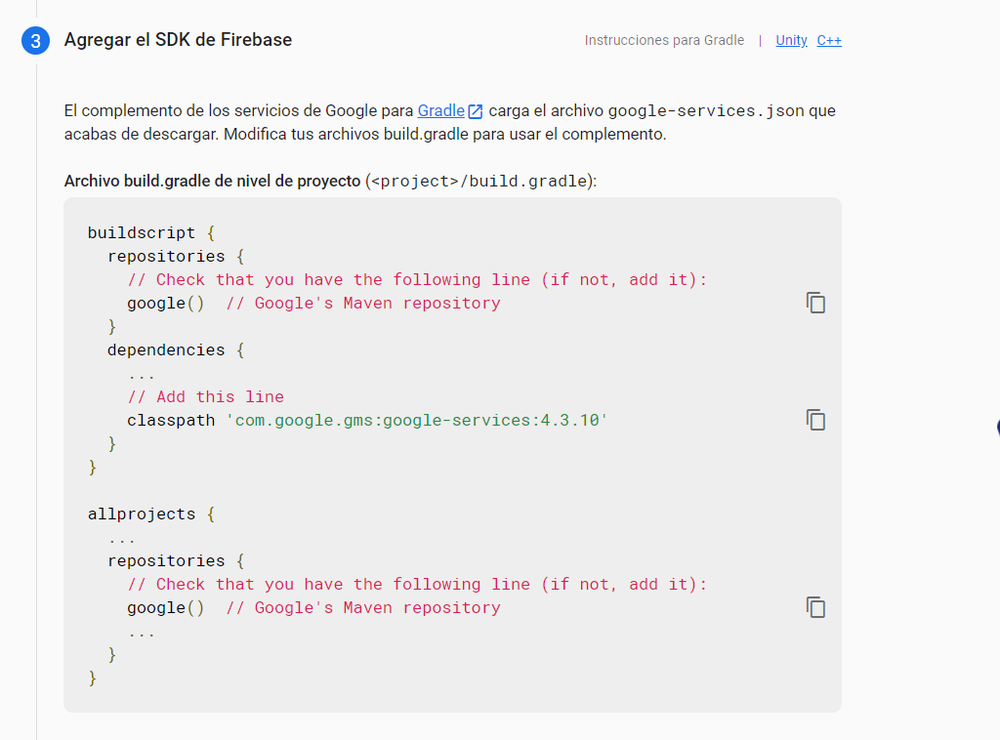 3 Agregar el SDK de Firebase Instrucciones para Gradle | Unity C++
El complemento de los servicios de Google para Gradle carga el archivo google-services.json que
acabas de descargar. Modifica tus archivos build.gradle para usar el complemento.
Archivo build.gradle de nivel de proyecto (<project>/build.gradle):
buildscript {
  repositories {
    // Check that you have the following line (if not, add it):
    google()  // Google's Maven repository
  }
  dependencies {
    ...
    // Add this line
    classpath 'com.google.gms:google-services:4.3.10'
  }
}
allprojects {
  ...
  repositories {
    // Check that you have the following line (if not, add it):
    google()  // Google's Maven repository
    ...
  }
}